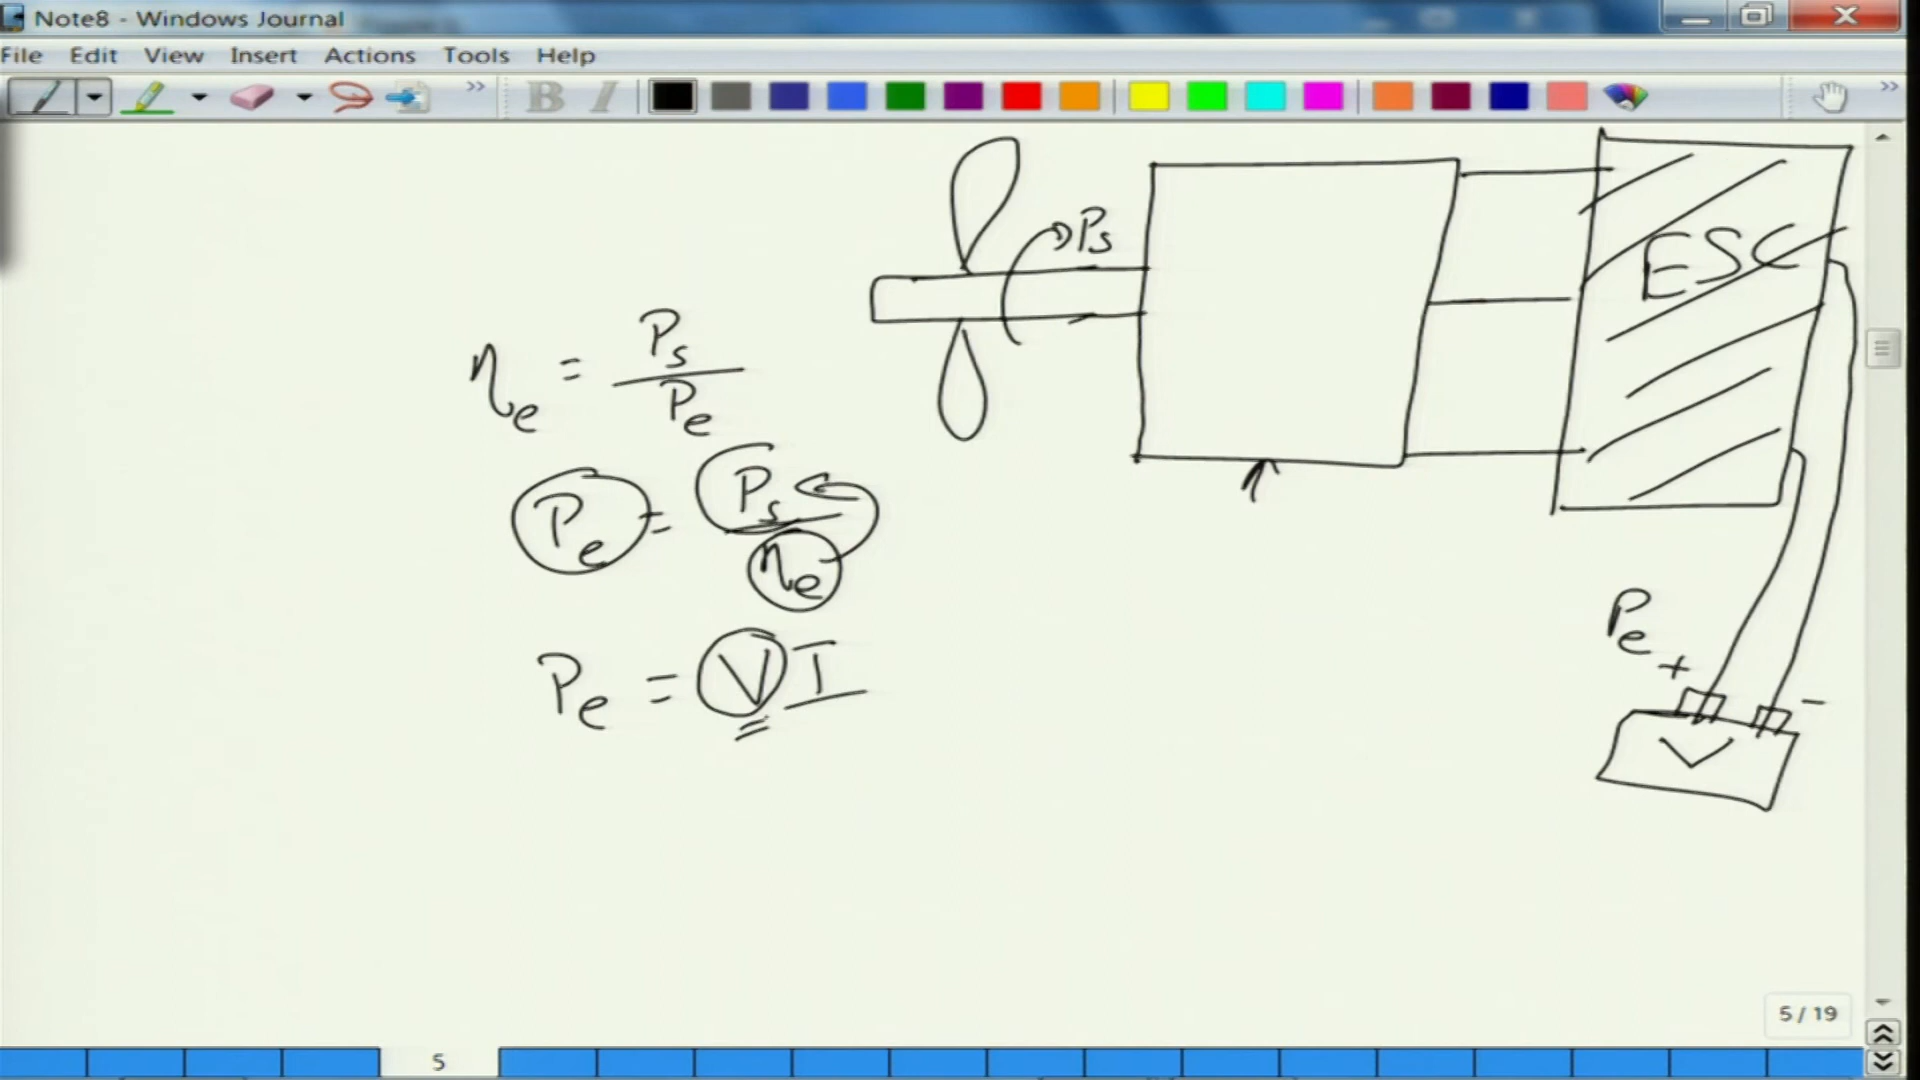 Note8 - Windows Journal
File Edit View Insert Actions Tools Help
B I
Ps
ESC
ηe = Ps / Pe
Pe = Ps / ηe
Pe = VI
Pe
+ -
V
5 / 19
5